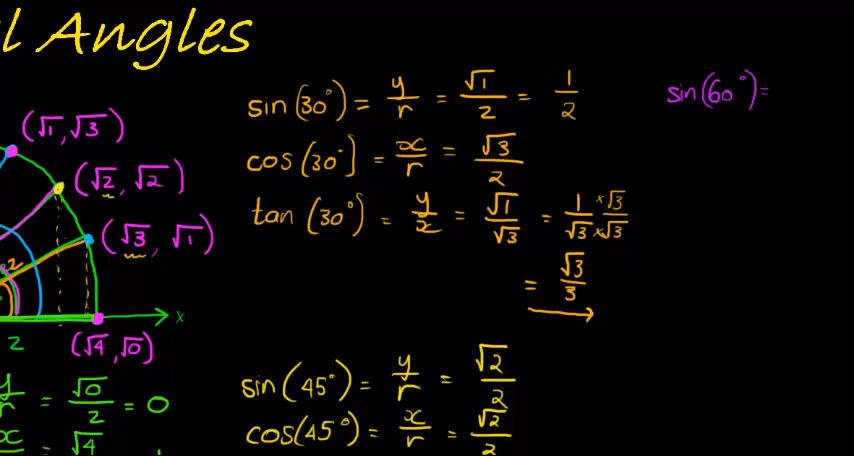 l Angles
sin(30°) = y/r = √1/2 = 1/2
sin(60°)=
(√1, √3)
cos(30°) = x/r = √3/2
(√2, √2)
tan(30°) = y/x = √1/√3 = 1/√3 ×√3/×√3
(√3, √1)
= √3/3
2
x
2
(√4, √0)
sin(45°) = y/r = √2/2
y/r = √0/2 = 0
cos(45°) = x/r = √2/2
x = √4